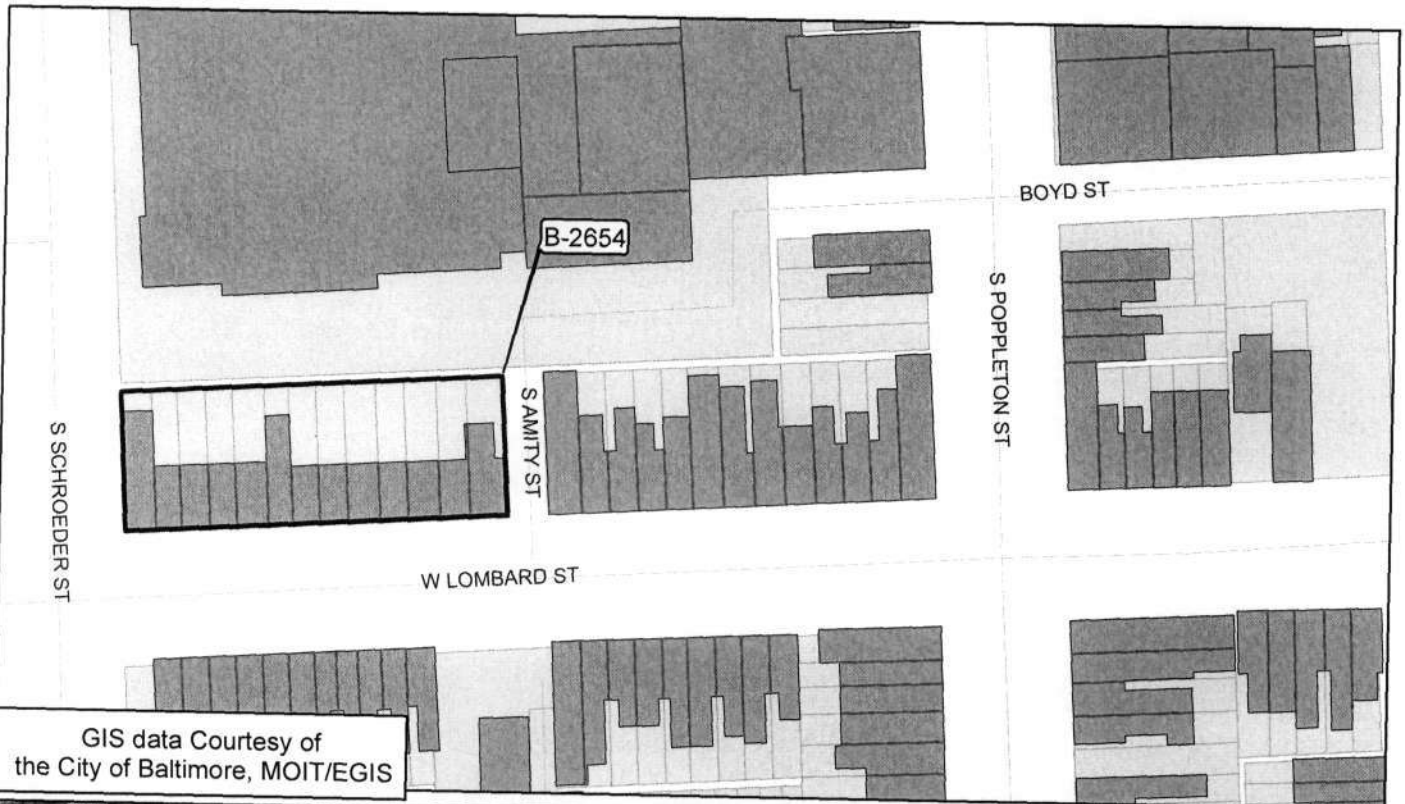 BOYD ST
B-2654
S POPPLETON ST
S AMITY ST
S SCHROEDER ST
W LOMBARD ST
GIS data Courtesy of
the City of Baltimore, MOIT/EGIS